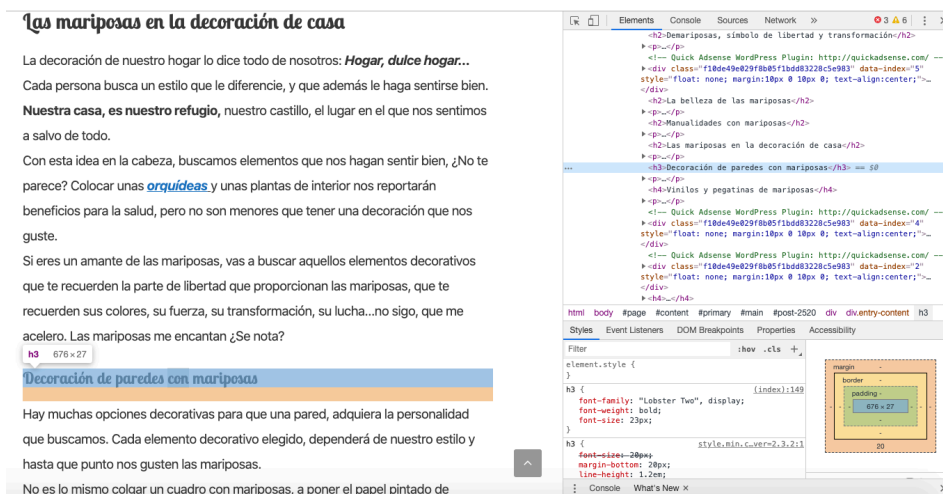 Las mariposas en la decoración de casa
La decoración de nuestro hogar lo dice todo de nosotros: Hogar, dulce hogar...
Cada persona busca un estilo que le diferencie, y que además le haga sentirse bien.
Nuestra casa, es nuestro refugio, nuestro castillo, el lugar en el que nos sentimos
a salvo de todo.
Con esta idea en la cabeza, buscamos elementos que nos hagan sentir bien, ¿No te
parece? Colocar unas orquídeas y unas plantas de interior nos reportarán
beneficios para la salud, pero no son menores que tener una decoración que nos
guste.
Si eres un amante de las mariposas, vas a buscar aquellos elementos decorativos
que te recuerden la parte de libertad que proporcionan las mariposas, que te
recuerden sus colores, su fuerza, su transformación, su lucha...no sigo, que me
acelero. Las mariposas me encantan ¿Se nota?
h3 676 × 27
Decoración de paredes con mariposas
Hay muchas opciones decorativas para que una pared, adquiera la personalidad
que buscamos. Cada elemento decorativo elegido, dependerá de nuestro estilo y
hasta que punto nos gusten las mariposas.
No es lo mismo colgar un cuadro con mariposas, a poner el papel pintado de
Elements Console Sources Network » 3 6
<h2>Demariposas, símbolo de libertad y transformación</h2>
<p>…</p>
<!-- Quick Adsense WordPress Plugin: http://quickadsense.com/ --
<div class="f10de49e029f8b05f1bdd83228c5e983" data-index="5"
style="float: none; margin:10px 0 10px 0; text-align:center;">…
</div>
<h2>La belleza de las mariposas</h2>
<p>…</p>
<h2>Manualidades con mariposas</h2>
<p>…</p>
<h2>Las mariposas en la decoración de casa</h2>
<p>…</p>
<h3>Decoración de paredes con mariposas</h3> == $0
<p>…</p>
<h4>Vinilos y pegatinas de mariposas</h4>
<p>…</p>
<!-- Quick Adsense WordPress Plugin: http://quickadsense.com/ --
<div class="f10de49e029f8b05f1bdd83228c5e983" data-index="4"
style="float: none; margin:10px 0 10px 0; text-align:center;">…
</div>
<!-- Quick Adsense WordPress Plugin: http://quickadsense.com/ --
<div class="f10de49e029f8b05f1bdd83228c5e983" data-index="2"
style="float: none; margin:10px 0 10px 0; text-align:center;">…
</div>
<h4>…</h4>
html body #page #content #primary #main #post-2520 div div.entry-content h3
Styles Event Listeners DOM Breakpoints Properties Accessibility
Filter :hov .cls +
element.style {
}
h3 { (index):149
font-family: "Lobster Two", display;
font-weight: bold;
font-size: 23px;
}
h3 { style.min.c…ver=2.3.2:1
font-size: 20px;
margin-bottom: 20px;
line-height: 1.2em;
margin -
border -
padding -
- - - 676 × 27 - - -
-
-
20
Console What's New ×